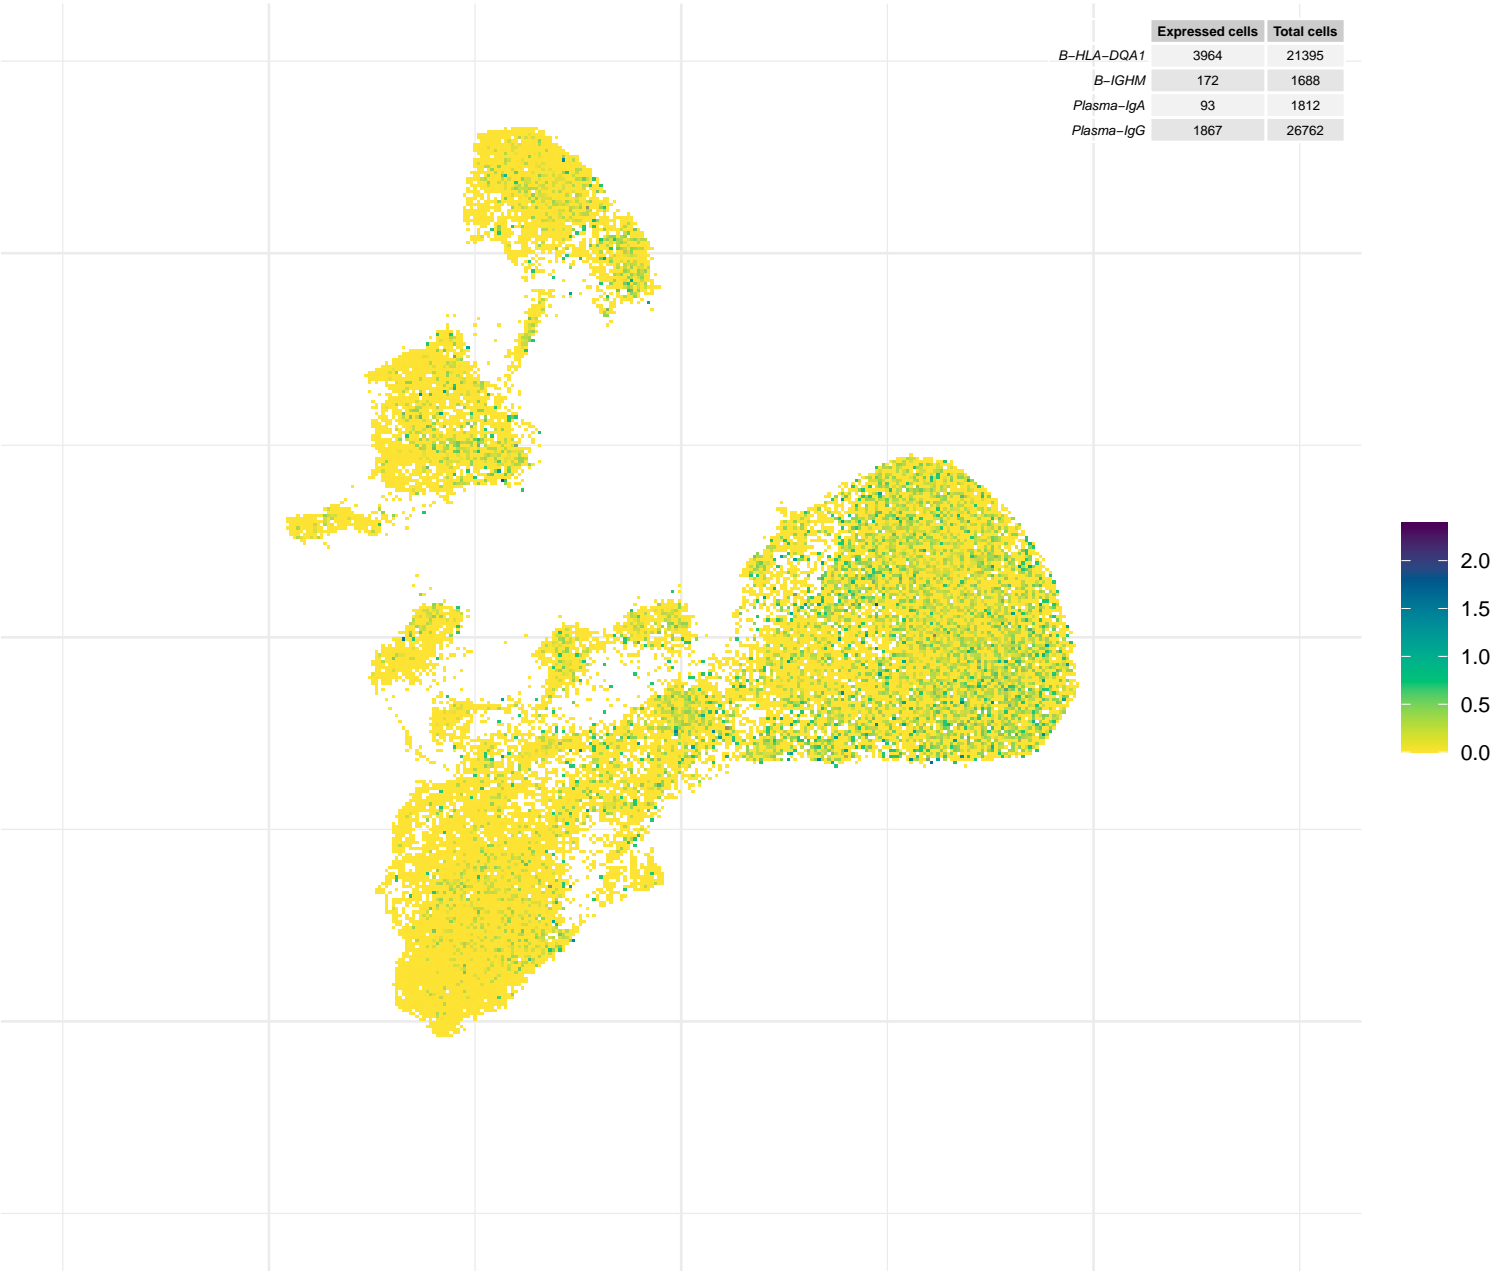 Expressed cells Total cells
B−HLA−DQA1 3964 21395
B−IGHM 172 1688
Plasma−IgA 93 1812
Plasma−IgG 1867 26762
2.0
1.5
1.0
0.5
0.0